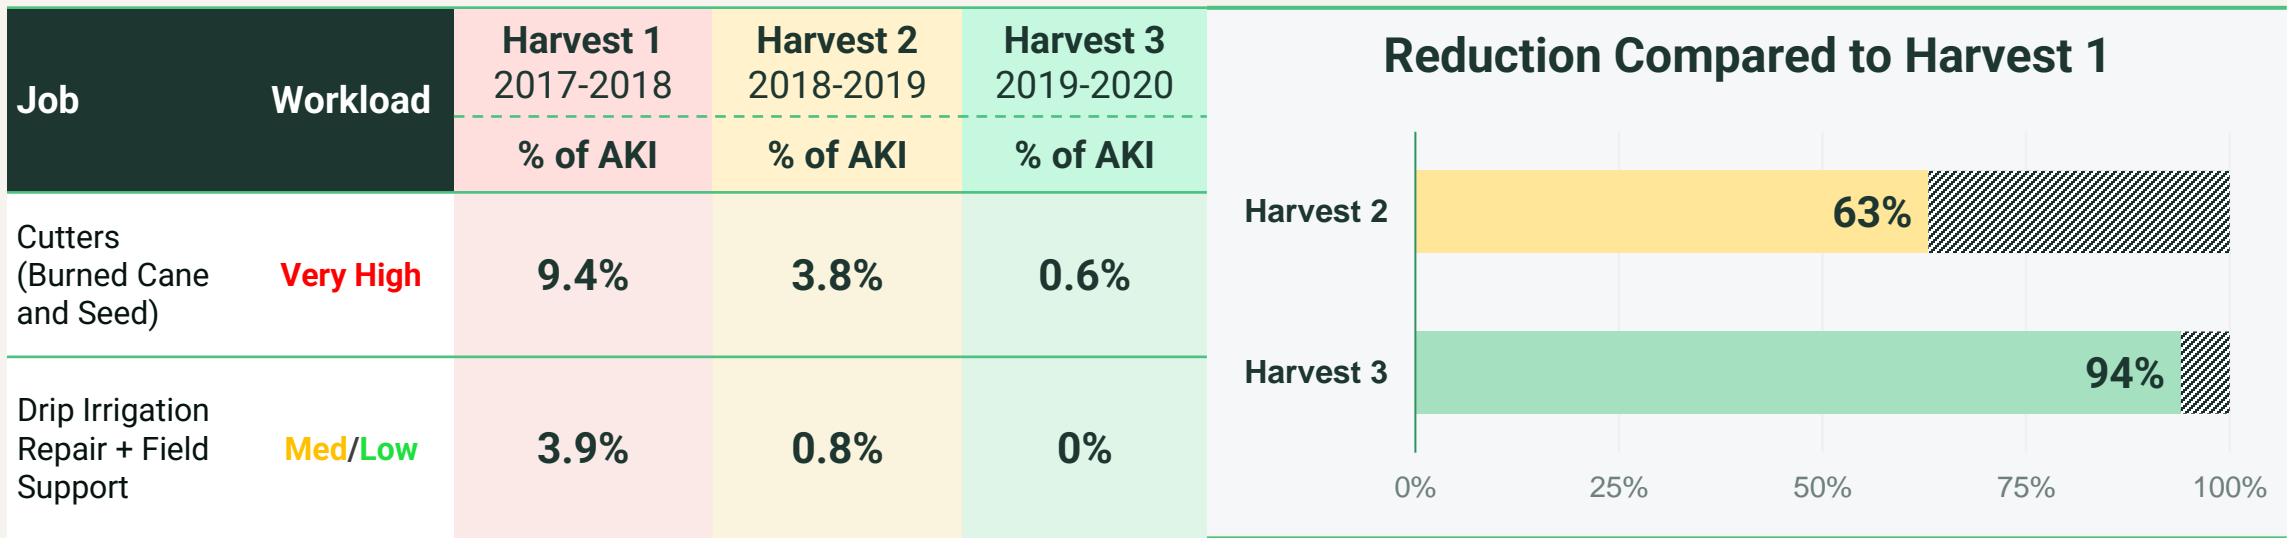 Job
Workload
Harvest 1
2017-2018
% of AKI
Harvest 2
2018-2019
% of AKI
Harvest 3
2019-2020
% of AKI
Cutters
(Burned Cane
and Seed)
Very High
9.4%
3.8%
0.6%
Drip Irrigation
Repair + Field
Support
Med/Low
3.9%
0.8%
0%
Reduction Compared to Harvest 1
Harvest 2
63%
Harvest 3
94%
0%
25%
50%
75%
100%